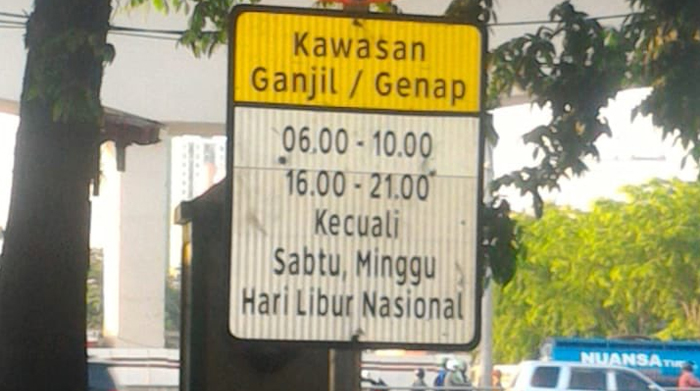 Kawasan
Ganjil / Genap
06.00 - 10.00
16.00 - 21.00
Kecuali
Sabtu, Minggu
Hari Libur Nasional
NUANSA